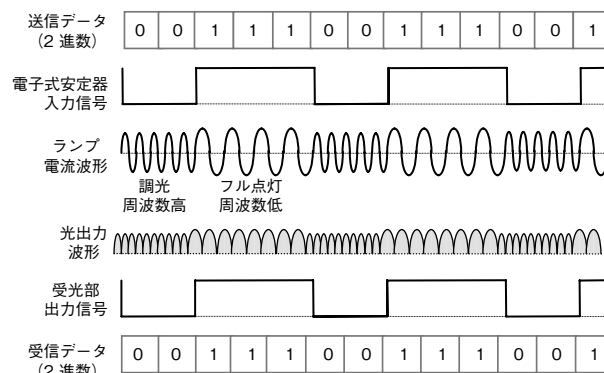 送信データ
(2 進数)
0 0 1 1 1 0 0 1 1 1 0 0 1
電子式安定器
入力信号
ランプ
電流波形
調光
周波数高
フル点灯
周波数低
光出力
波形
受光部
出力信号
受信データ
(2 進数)
0 0 1 1 1 0 0 1 1 1 0 0 1